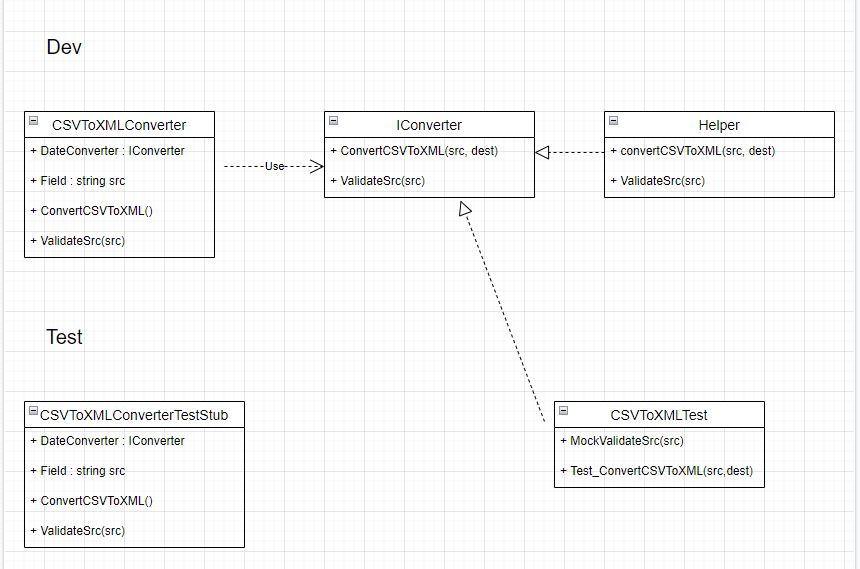 Dev
CSVToXMLConverter
+ DateConverter : IConverter
+ Field : string src
+ ConvertCSVToXML()
+ ValidateSrc(src)
Use
IConverter
+ ConvertCSVToXML(src, dest)
+ ValidateSrc(src)
Helper
+ convertCSVToXML(src, dest)
+ ValidateSrc(src)
Test
CSVToXMLConverterTestStub
+ DateConverter : IConverter
+ Field : string src
+ ConvertCSVToXML()
+ ValidateSrc(src)
CSVToXMLTest
+ MockValidateSrc(src)
+ Test_ConvertCSVToXML(src,dest)